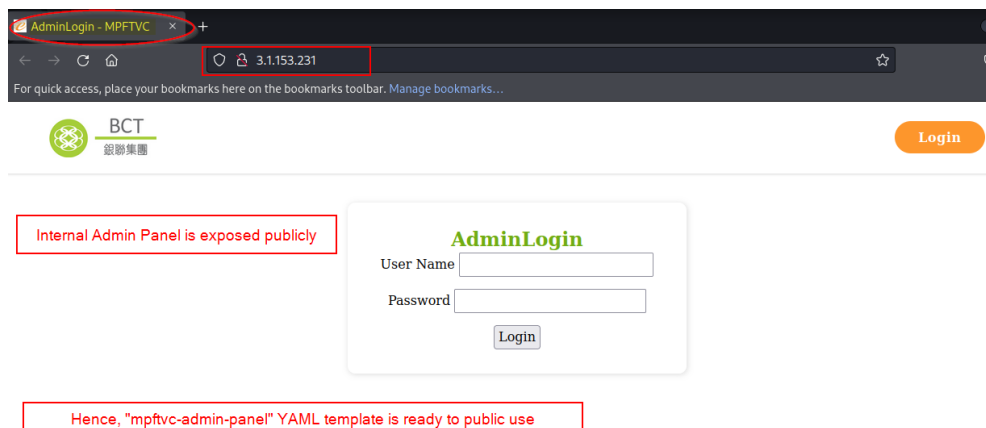 AdminLogin - MPFTVC × +
3.1.153.231
For quick access, place your bookmarks here on the bookmarks toolbar. Manage bookmarks...
BCT
銀聯集團
Login
Internal Admin Panel is exposed publicly
AdminLogin
User Name
Password
Login
Hence, "mpftvc-admin-panel" YAML template is ready to public use